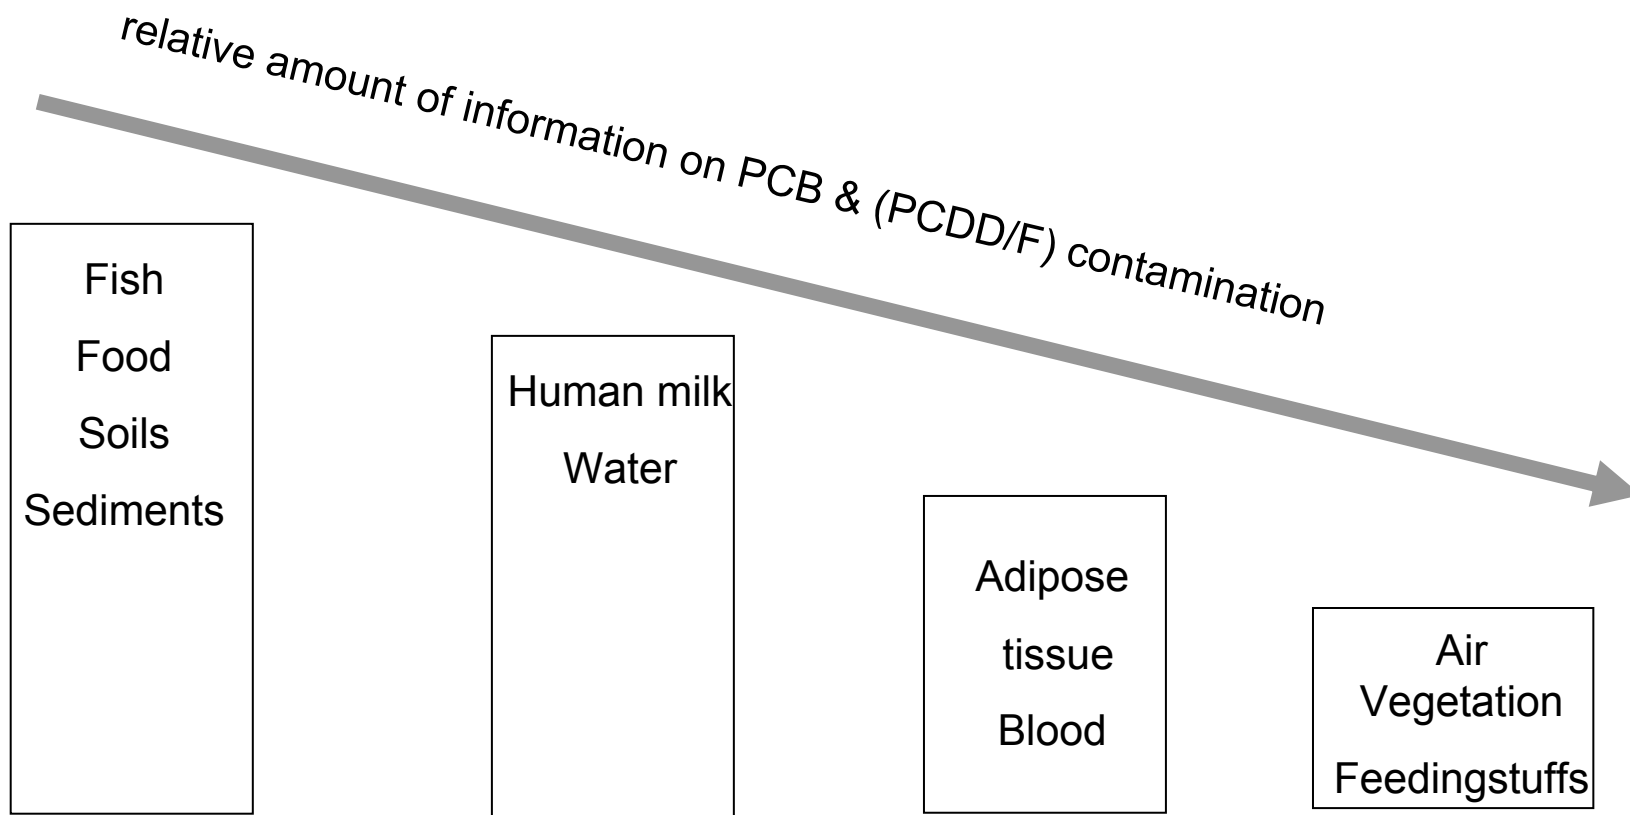 relative amount of information on PCB & (PCDD/F) contamination
Fish
Food
Soils
Sediments
Human milk
Water
Adipose
tissue
Blood
Air
Vegetation
Feedingstuffs